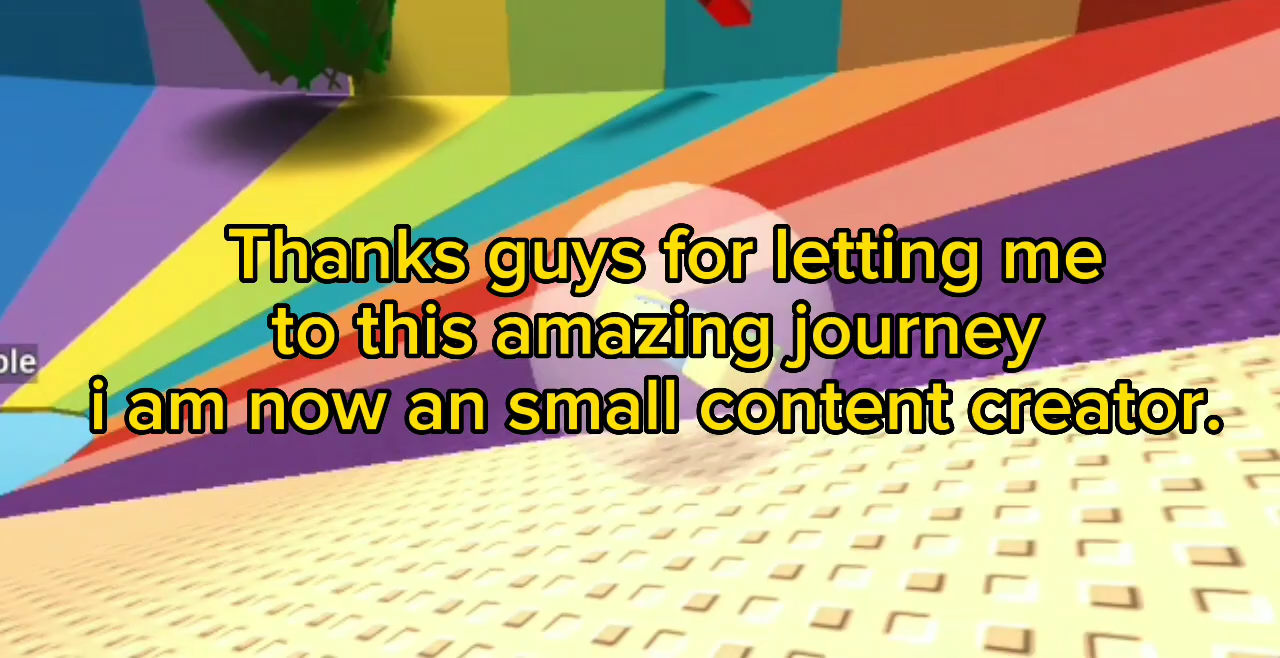 Thanks guys for letting me
to this amazing journey
i am now an small content creator.